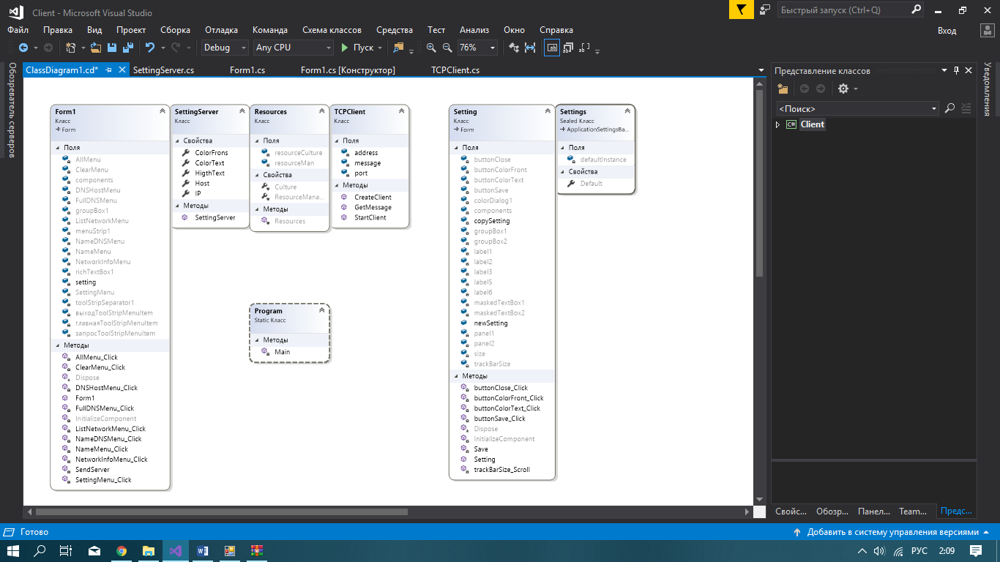 Client - Microsoft Visual Studio
Быстрый запуск (Ctrl+Q)
Файл Правка Вид Проект Сборка Отладка Команда Схема классов Средства Тест Анализ Окно Справка
Вход
Debug Any CPU Пуск 76%
Обозреватель серверов
ClassDiagram1.cd* SettingServer.cs Form1.cs Form1.cs [Конструктор] TCPClient.cs
Form1
Класс
Form
Поля
AllMenu
ClearMenu
components
DNSHostMenu
FullDNSMenu
groupBox1
ListNetworkMenu
menuStrip1
NameDNSMenu
NameMenu
NetworkInfoMenu
richTextBox1
setting
SettingMenu
toolStripSeparator1
выходToolStripMenuItem
главнаяToolStripMenuItem
запросToolStripMenuItem
Методы
AllMenu_Click
ClearMenu_Click
Dispose
DNSHostMenu_Click
Form1
FullDNSMenu_Click
InitializeComponent
ListNetworkMenu_Click
NameDNSMenu_Click
NameMenu_Click
NetworkInfoMenu_Click
SendServer
SettingMenu_Click
SettingServer
Класс
Свойства
ColorFrons
ColorText
HigthText
Host
IP
Методы
SettingServer
Resources
Класс
Поля
resourceCulture
resourceMan
Свойства
Culture
ResourceMana...
Методы
Resources
TCPClient
Класс
Поля
address
message
port
Методы
CreateClient
GetMessage
StartClient
Program
Static Класс
Методы
Main
Setting
Класс
Form
Поля
buttonClose
buttonColorFront
buttonColorText
buttonSave
colorDialog1
components
copySetting
groupBox1
groupBox2
label1
label2
label3
label5
label6
maskedTextBox1
maskedTextBox2
newSetting
panel1
panel2
size
trackBarSize
Методы
buttonClose_Click
buttonColorFront_Click
buttonColorText_Click
buttonSave_Click
Dispose
InitializeComponent
Save
Setting
trackBarSize_Scroll
Settings
Sealed Класс
ApplicationSettingsBa...
Поля
defaultInstance
Свойства
Default
Представление классов
<Поиск>
C# Client
Уведомления
Свойс... Обозр... Панел... Team... Предс...
Готово
Добавить в систему управления версиями
РУС 2:09